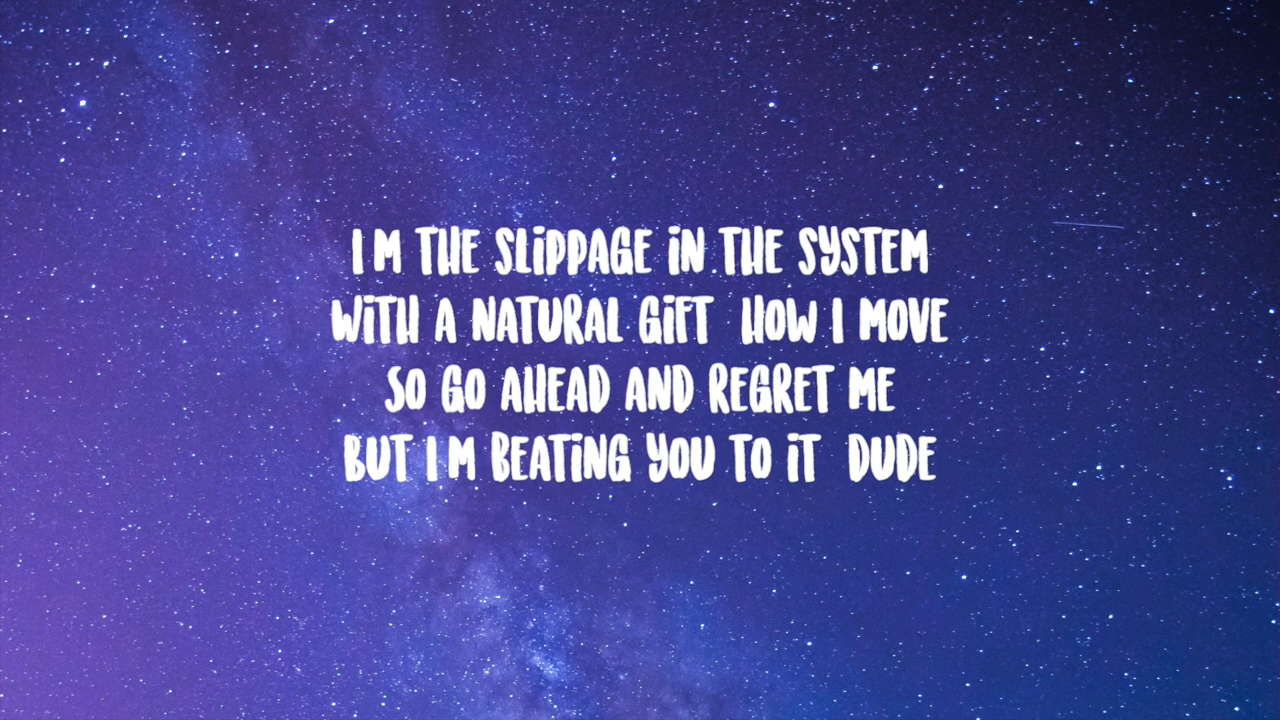 I M THE SLIPPAGE IN THE SYSTEM
WITH A NATURAL GIFT  HOW I MOVE
SO GO AHEAD AND REGRET ME
BUT I M BEATING YOU TO IT  DUDE